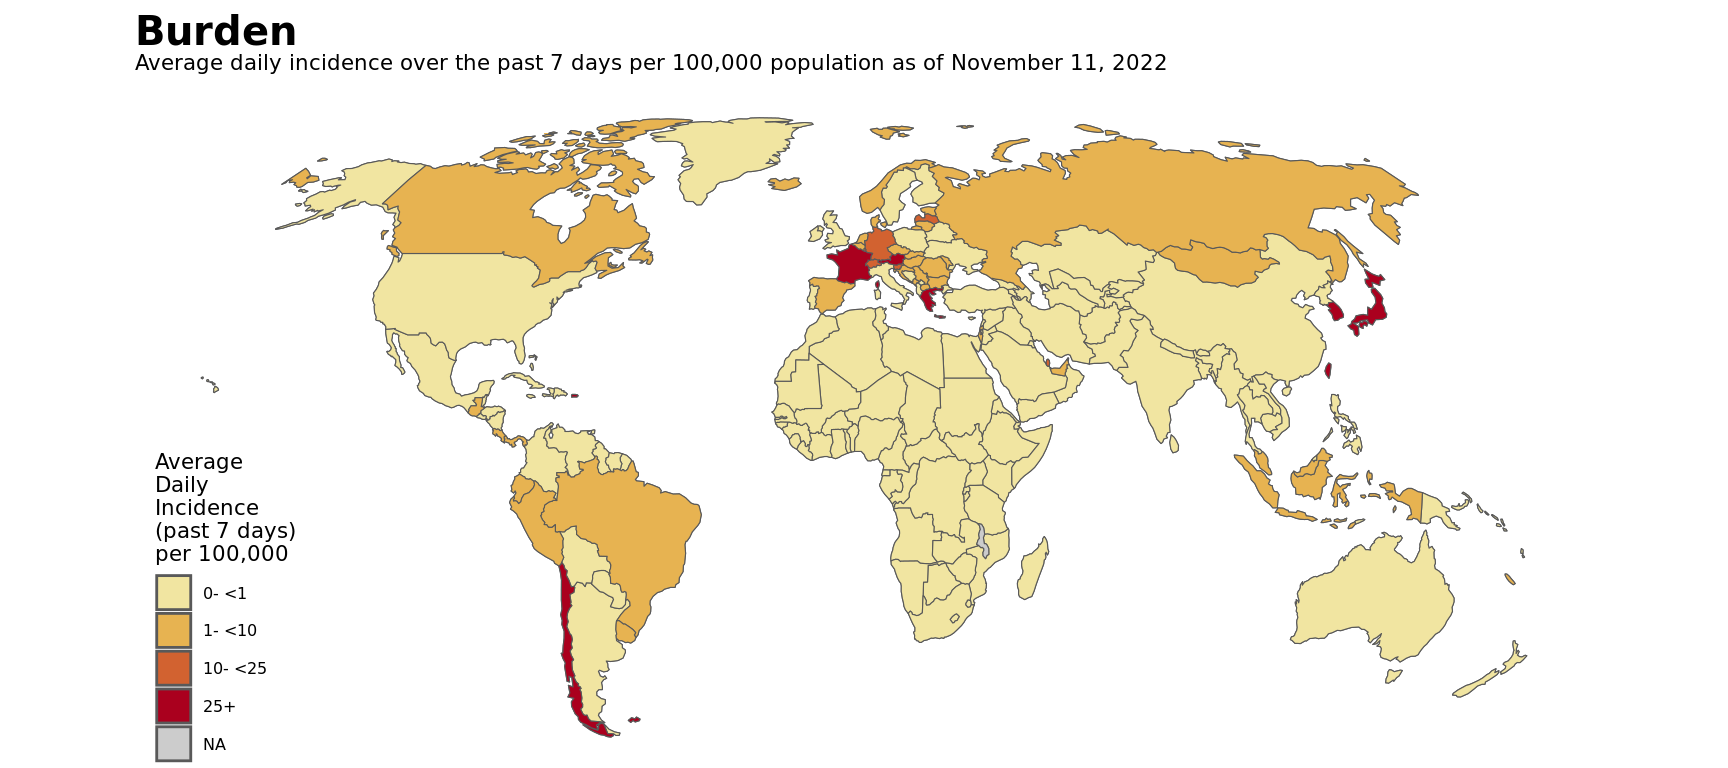 Burden
Average daily incidence over the past 7 days per 100,000 population as of November 11, 2022
Average
Daily
Incidence
(past 7 days)
per 100,000
0- <1
1- <10
10- <25
25+
NA